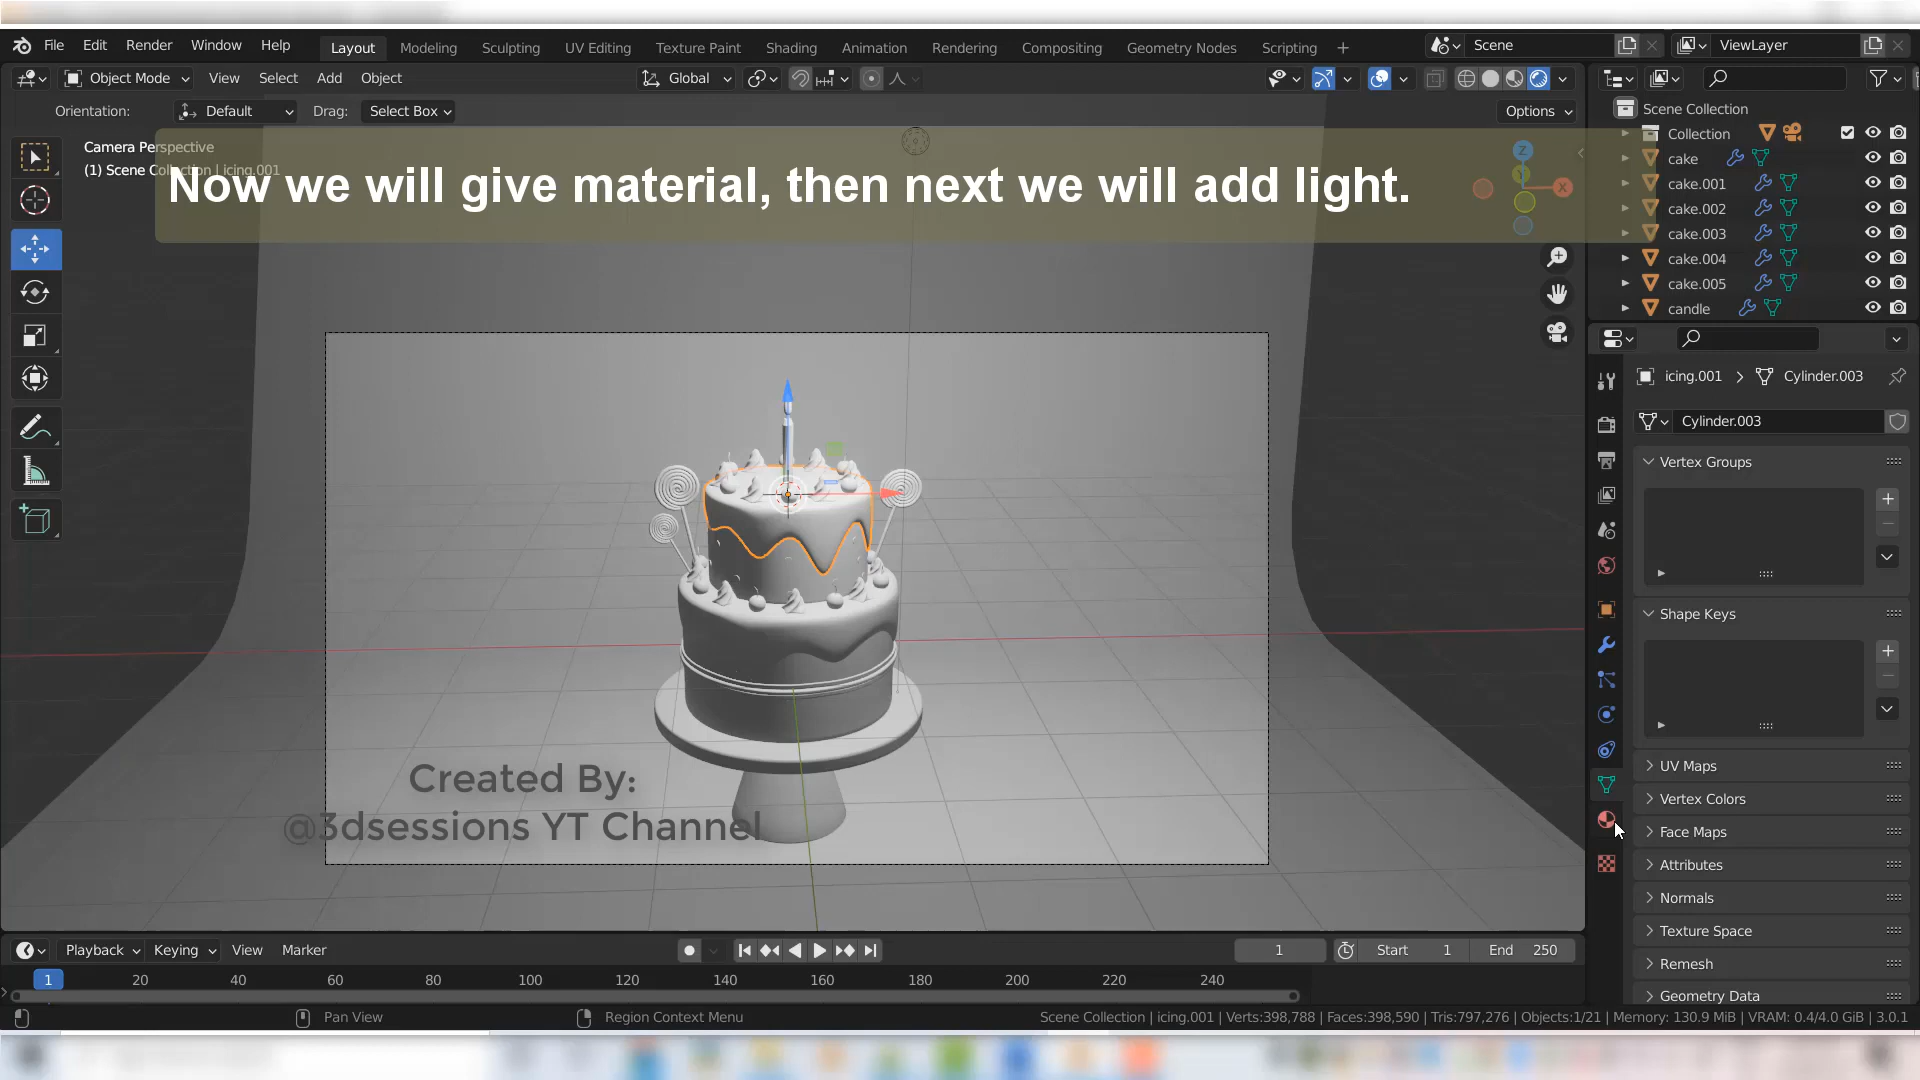 File Edit Render Window Help Layout Modeling Sculpting UV Editing Texture Paint Shading Animation Rendering Compositing Geometry Nodes Scripting + Scene ViewLayer
Object Mode View Select Add Object Global
Orientation: Default Drag: Select Box Options
Scene Collection
Collection
cake
cake.001
cake.002
cake.003
cake.004
cake.005
candle
Camera Perspective
(1) Scene Collection | icing.001
Now we will give material, then next we will add light.
Z
Y
X
Created By:
@3dsessions YT Channel
icing.001 > Cylinder.003
Cylinder.003
Vertex Groups
Shape Keys
UV Maps
Vertex Colors
Face Maps
Attributes
Normals
Texture Space
Remesh
Geometry Data
Playback Keying View Marker 1 Start 1 End 250
1 20 40 60 80 100 120 140 160 180 200 220 240
Pan View Region Context Menu Scene Collection | icing.001 | Verts:398,788 | Faces:398,590 | Tris:797,276 | Objects:1/21 | Memory: 130.9 MiB | VRAM: 0.4/4.0 GiB | 3.0.1